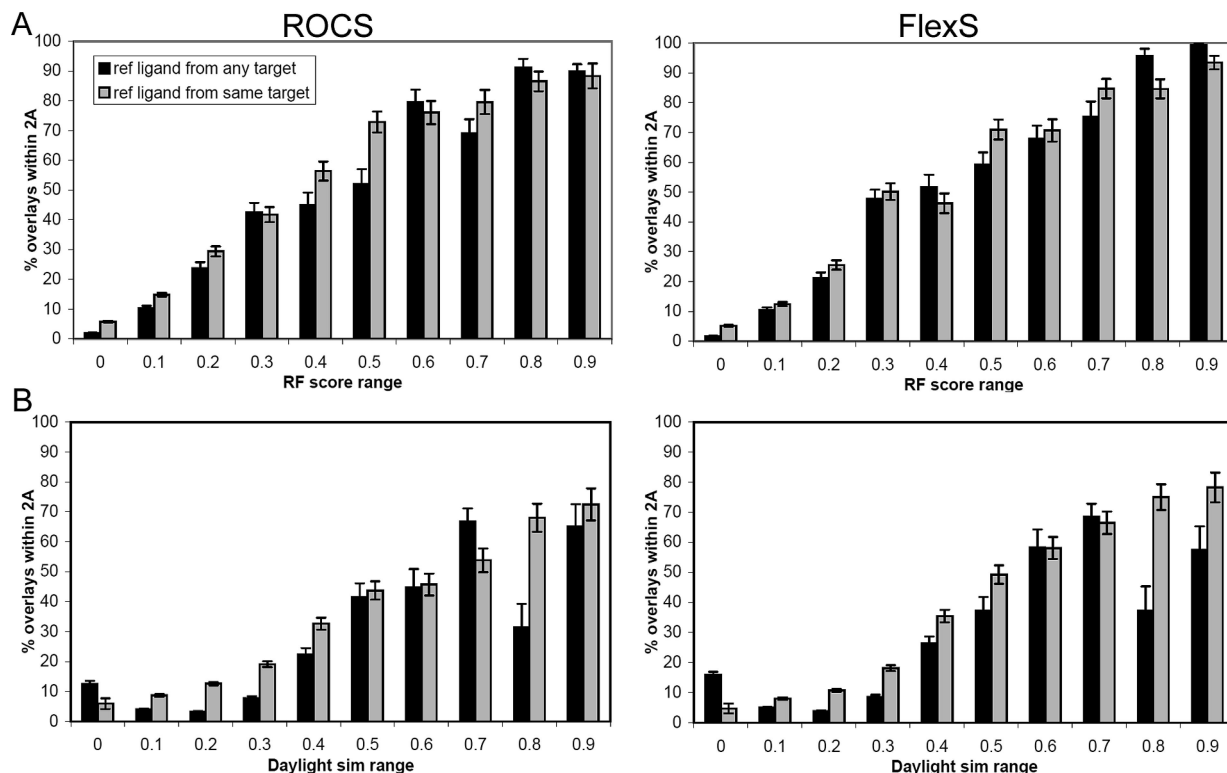 A
ROCS
FlexS
100
90
80
70
60
50
40
30
20
10
0
% overlays within 2A
ref ligand from any target
ref ligand from same target
0 0.1 0.2 0.3 0.4 0.5 0.6 0.7 0.8 0.9
RF score range
100
90
80
70
60
50
40
30
20
10
0
% overlays within 2A
0 0.1 0.2 0.3 0.4 0.5 0.6 0.7 0.8 0.9
RF score range
B
100
90
80
70
60
50
40
30
20
10
0
% overlays within 2A
0 0.1 0.2 0.3 0.4 0.5 0.6 0.7 0.8 0.9
Daylight sim range
100
90
80
70
60
50
40
30
20
10
0
% overlays within 2A
0 0.1 0.2 0.3 0.4 0.5 0.6 0.7 0.8 0.9
Daylight sim range